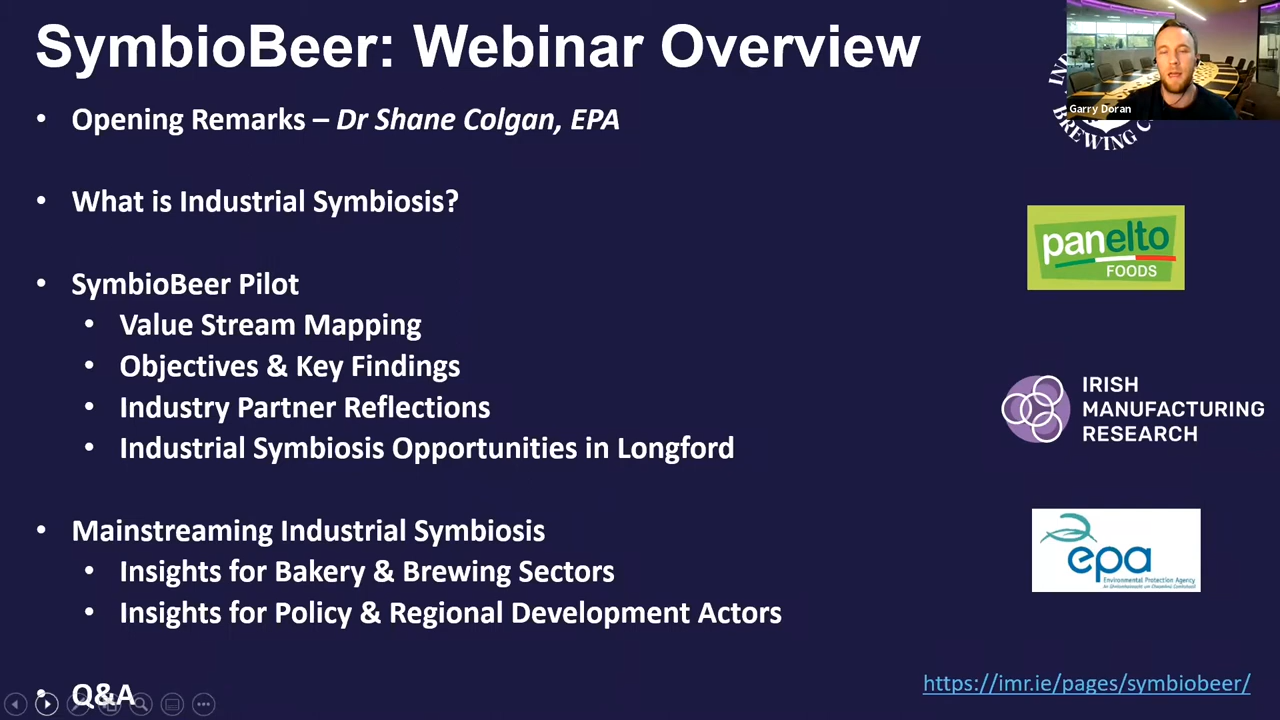 SymbioBeer: Webinar Overview
• Opening Remarks – Dr Shane Colgan, EPA
• What is Industrial Symbiosis?
• SymbioBeer Pilot
• Value Stream Mapping
• Objectives & Key Findings
• Industry Partner Reflections
• Industrial Symbiosis Opportunities in Longford
• Mainstreaming Industrial Symbiosis
• Insights for Bakery & Brewing Sectors
• Insights for Policy & Regional Development Actors
• Q&A
Garry Doran
BREWING
panelto
FOODS
IRISH
MANUFACTURING
RESEARCH
epa
Environmental Protection Agency
https://imr.ie/pages/symbiobeer/